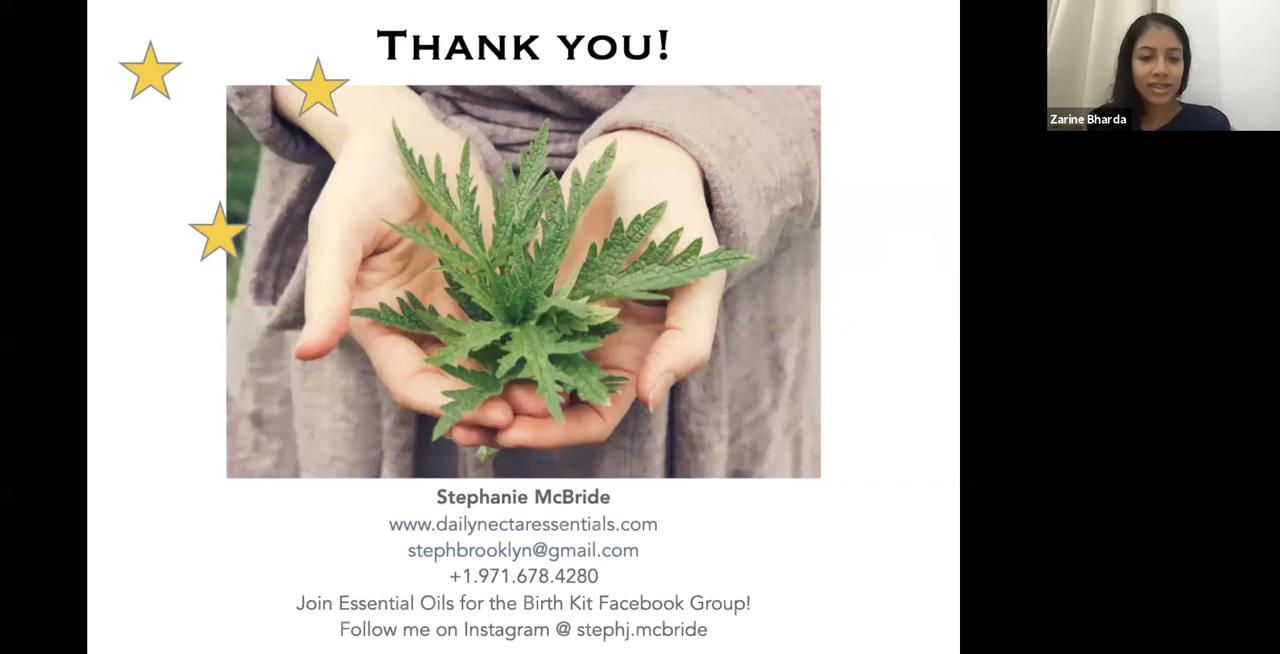 THANK YOU!
Zarine Bharda
Stephanie McBride
www.dailynectaressentials.com
stephbrooklyn@gmail.com
+1.971.678.4280
Join Essential Oils for the Birth Kit Facebook Group!
Follow me on Instagram @ stephj.mcbride